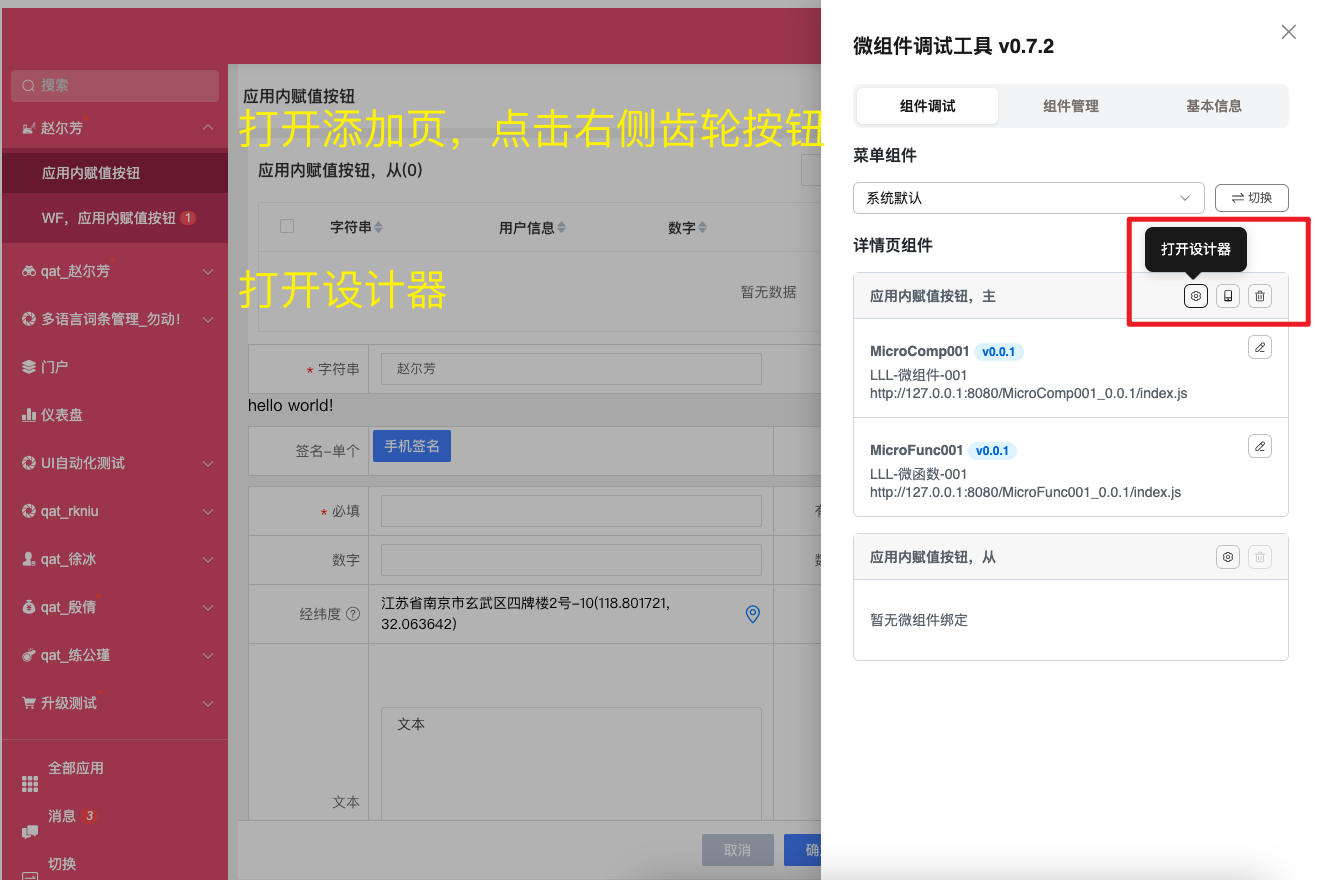 搜索
赵尔芳
应用内赋值按钮
WF，应用内赋值按钮 1
qat_赵尔芳
多语言词条管理_勿动！
门户
仪表盘
UI自动化测试
qat_rkniu
qat_徐冰
qat_殷倩
qat_练公瑾
升级测试
全部应用
消息 3
切换
应用内赋值按钮
打开添加页，点击右侧齿轮按钮
应用内赋值按钮，从(0)
字符串 用户信息 数字
打开设计器
暂无数据
* 字符串 赵尔芳
hello world!
签名-单个 手机签名
* 必填
数字
经纬度 ? 江苏省南京市玄武区四牌楼2号-10(118.801721,
32.063642)
文本
文本
取消
微组件调试工具 v0.7.2
组件调试 组件管理 基本信息
菜单组件
系统默认 切换
详情页组件
打开设计器
应用内赋值按钮，主
MicroComp001 v0.0.1
LLL-微组件-001
http://127.0.0.1:8080/MicroComp001_0.0.1/index.js
MicroFunc001 v0.0.1
LLL-微函数-001
http://127.0.0.1:8080/MicroFunc001_0.0.1/index.js
应用内赋值按钮，从
暂无微组件绑定